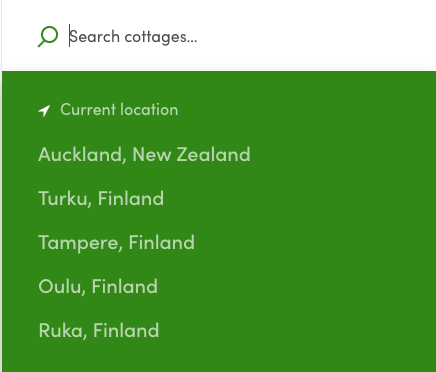 Search cottages...
Current location
Auckland, New Zealand
Turku, Finland
Tampere, Finland
Oulu, Finland
Ruka, Finland